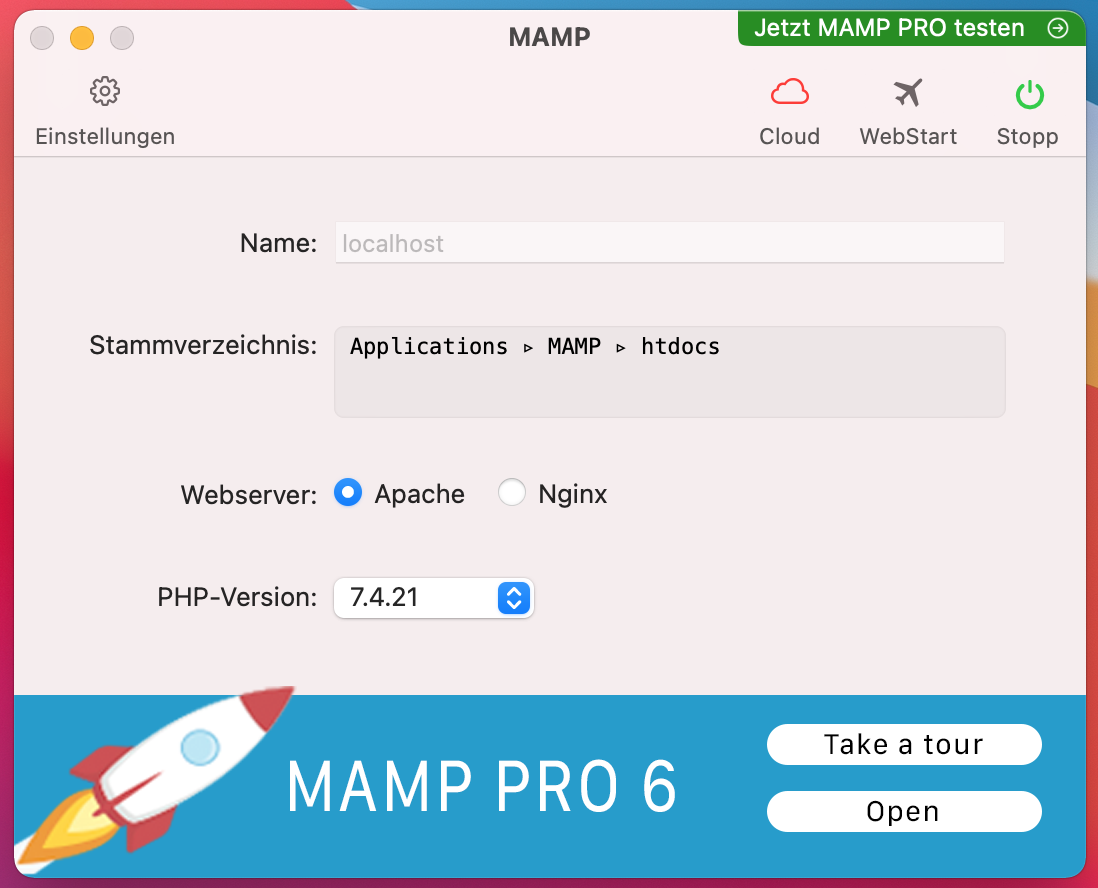 MAMP
Jetzt MAMP PRO testen
Einstellungen
Cloud
WebStart
Stopp
Name: localhost
Stammverzeichnis: Applications ▹ MAMP ▹ htdocs
Webserver: Apache Nginx
PHP-Version: 7.4.21
MAMP PRO 6
Take a tour
Open